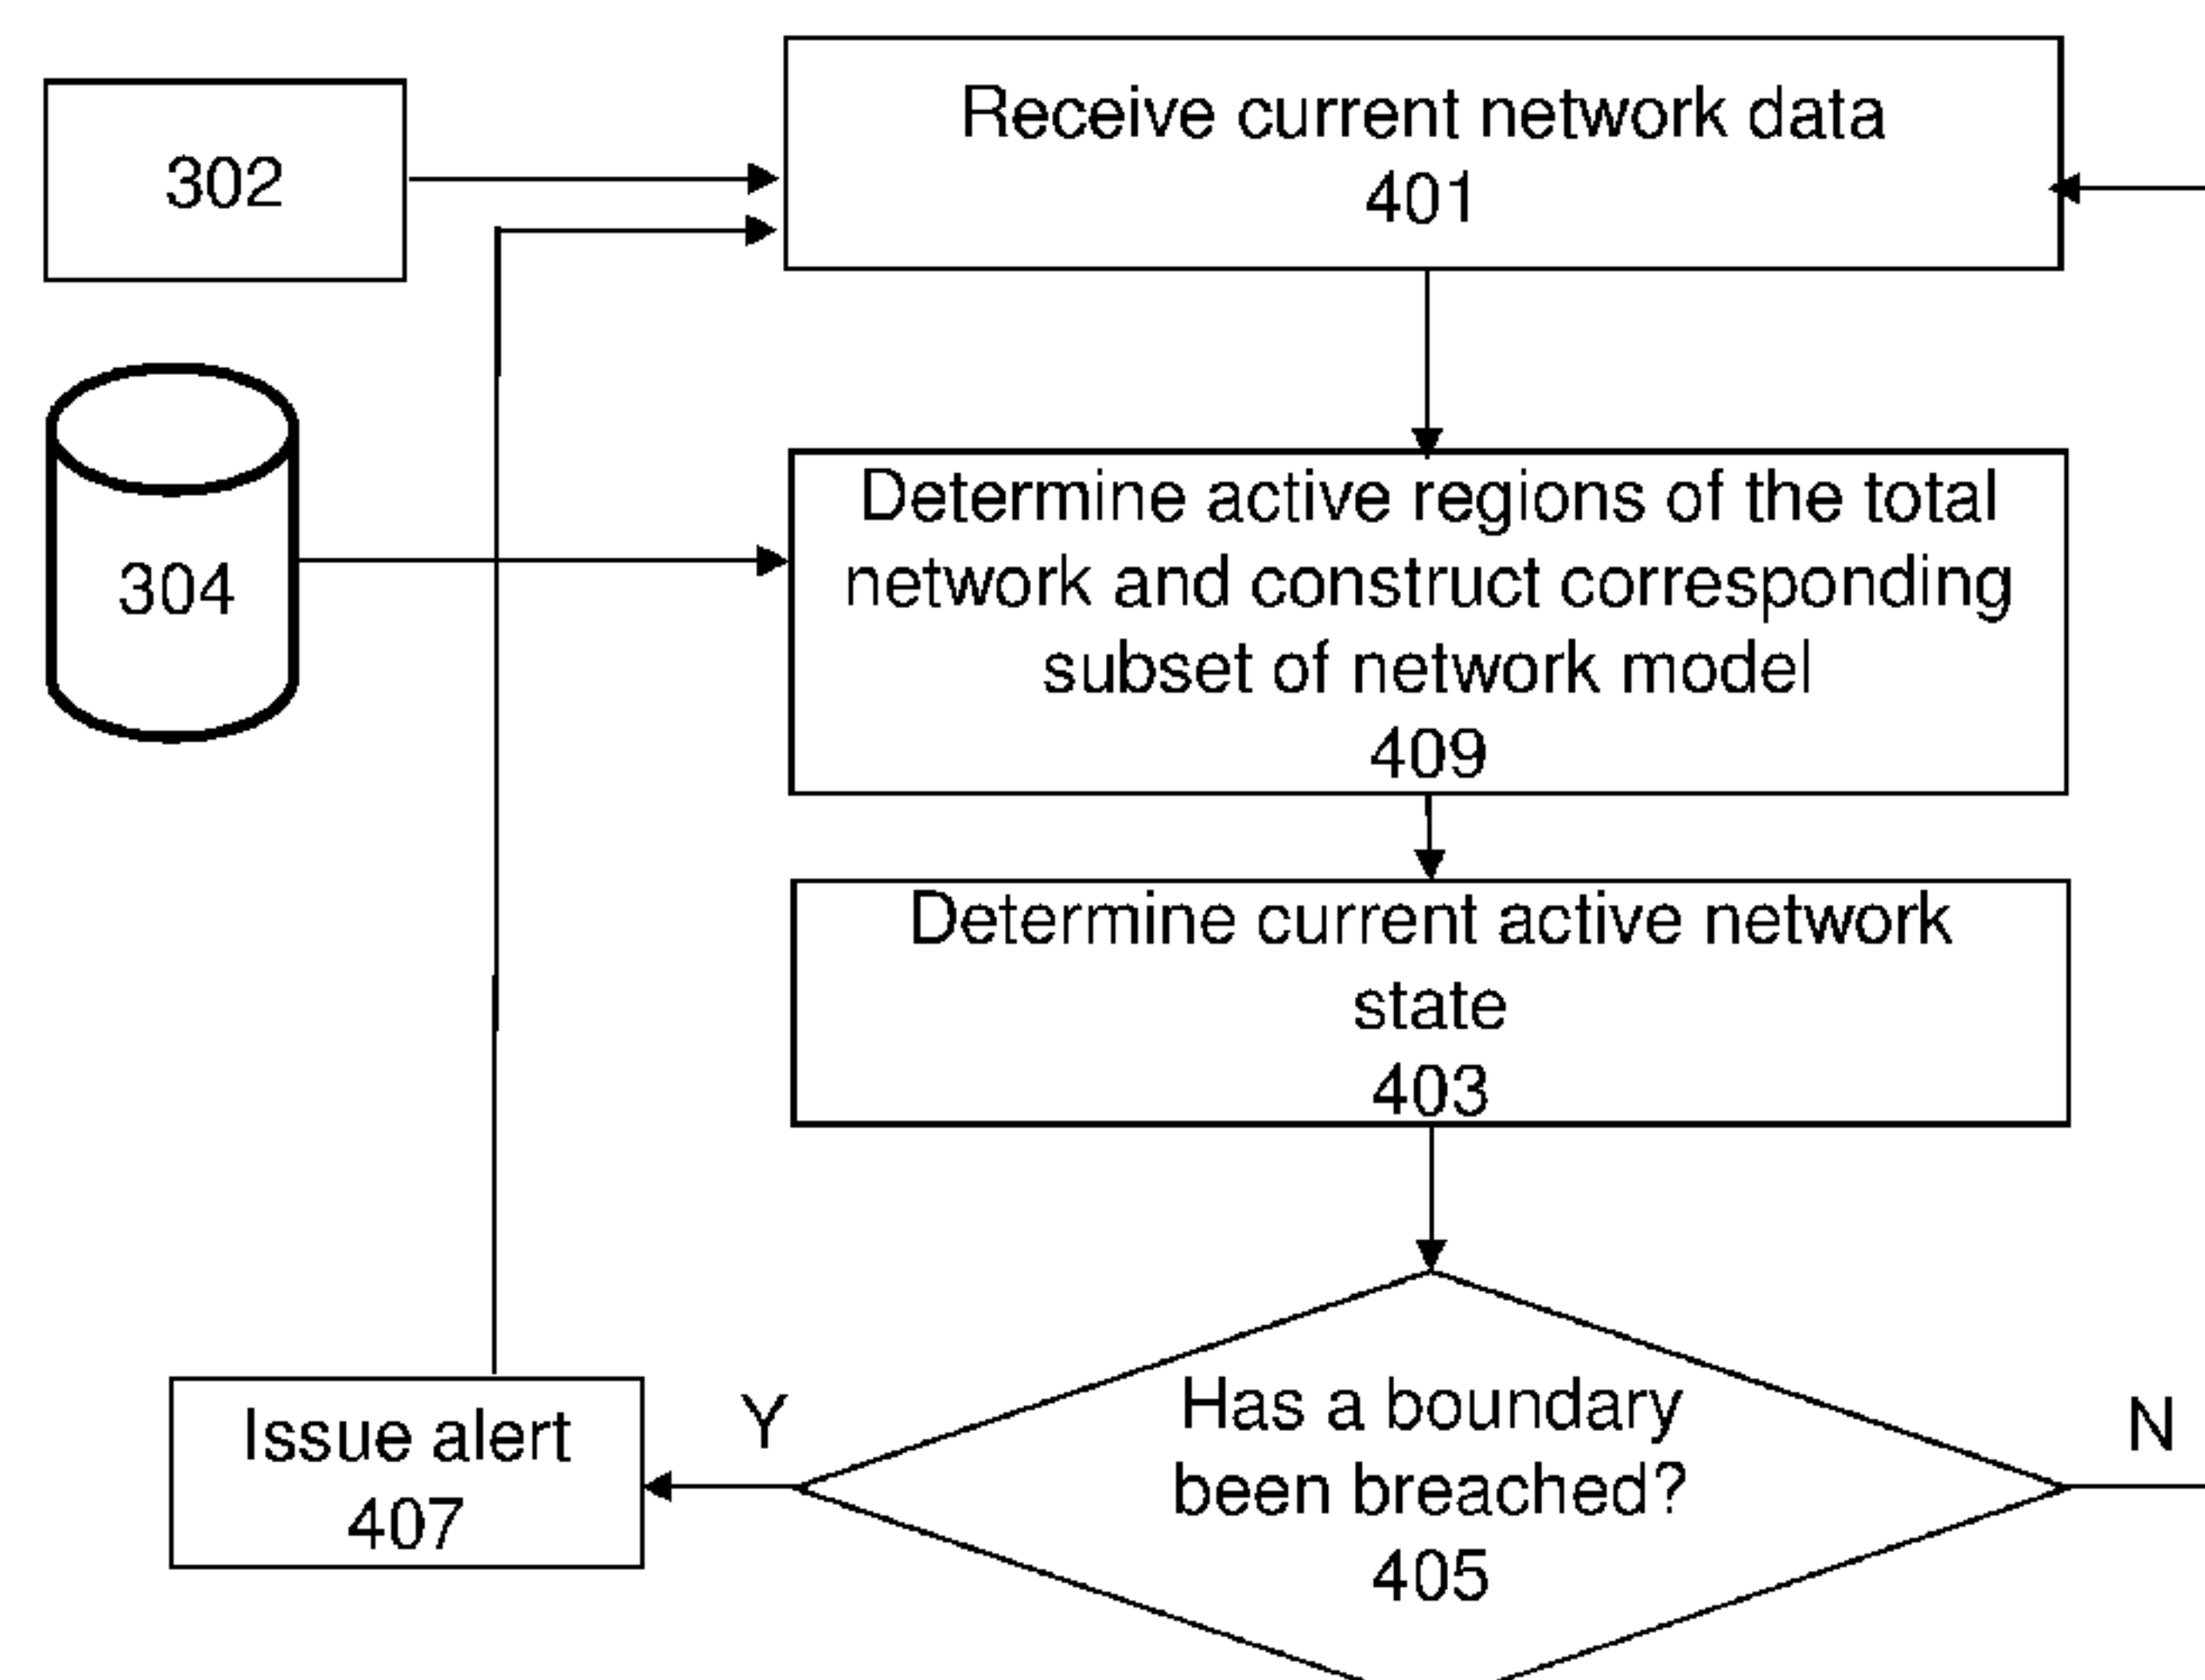 302
Receive current network data
401
304
Determine active regions of the total
network and construct corresponding
subset of network model
409
Determine current active network
state
403
Issue alert
407
Y
Has a boundary
been breached?
405
N